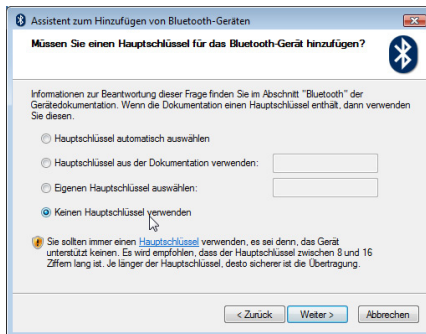 Assistent zum Hinzufügen von Bluetooth-Geräten
Müssen Sie einen Hauptschlüssel für das Bluetooth-Gerät hinzufügen?
Informationen zur Beantwortung dieser Frage finden Sie im Abschnitt "Bluetooth" der
Gerätedokumentation. Wenn die Dokumentation einen Hauptschlüssel enthält, dann verwenden
Sie diesen.
Hauptschlüssel automatisch auswählen
Hauptschlüssel aus der Dokumentation verwenden:
Eigenen Hauptschlüssel auswählen:
Keinen Hauptschlüssel verwenden
Sie sollten immer einen Hauptschlüssel verwenden, es sei denn, das Gerät
unterstützt keinen. Es wird empfohlen, dass der Hauptschlüssel zwischen 8 und 16
Ziffern lang ist. Je länger der Hauptschlüssel, desto sicherer ist die Übertragung.
< Zurück Weiter > Abbrechen